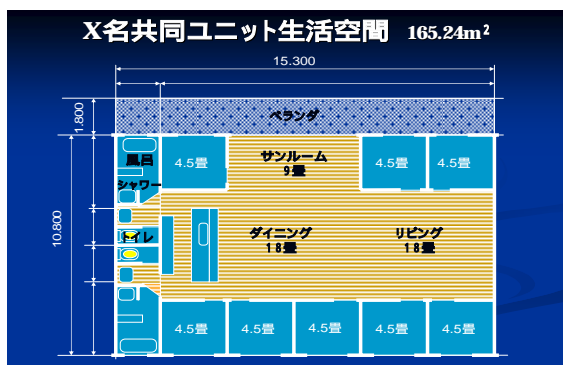 X名共同ユニット生活空間 165.24m²
15.300
1.800
ベランダ
風呂
4.5畳
サンルーム
9畳
4.5畳
4.5畳
シャワー
10.800
トイレ
ダイニング
18畳
リビング
18畳
4.5畳
4.5畳
4.5畳
4.5畳
4.5畳